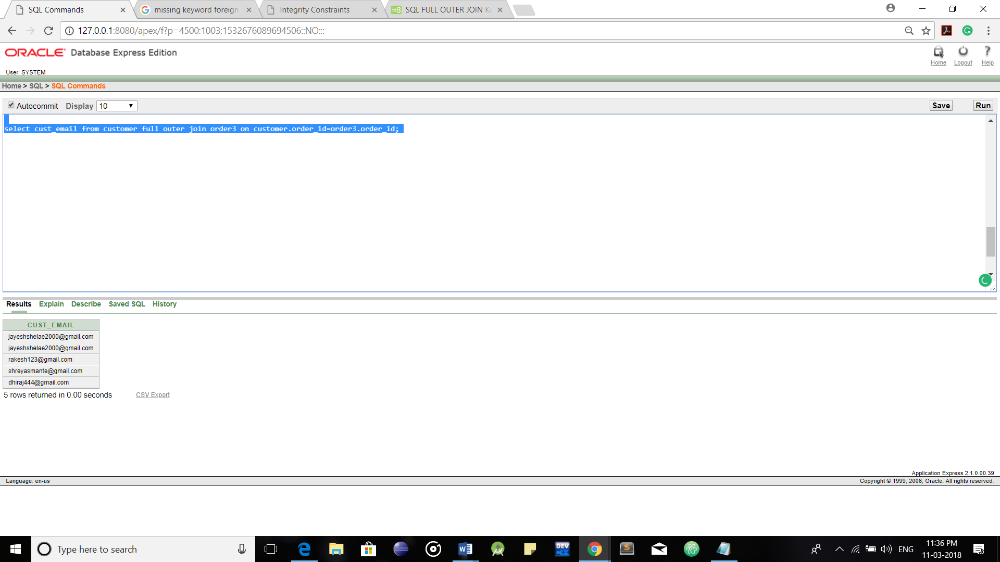 SQL Commands
missing keyword foreign
Integrity Constraints
SQL FULL OUTER JOIN K
127.0.0.1:8080/apex/f?p=4500:1003:1532676089694506::NO:::
ORACLE Database Express Edition
Home
Logout
Help
User: SYSTEM
Home > SQL > SQL Commands
Autocommit Display 10
Save
Run
select cust_email from customer full outer join order3 on customer.order_id=order3.order_id;
Results Explain Describe Saved SQL History
CUST_EMAIL
jayeshshelae2000@gmail.com
jayeshshelae2000@gmail.com
rakesh123@gmail.com
shreyasmante@gmail.com
dhiraj444@gmail.com
5 rows returned in 0.00 seconds
CSV Export
Application Express 2.1.0.00.39
Language: en-us
Copyright © 1999, 2006, Oracle. All rights reserved.
Type here to search
W
DEV
C++
S
ENG
11:36 PM
11-03-2018